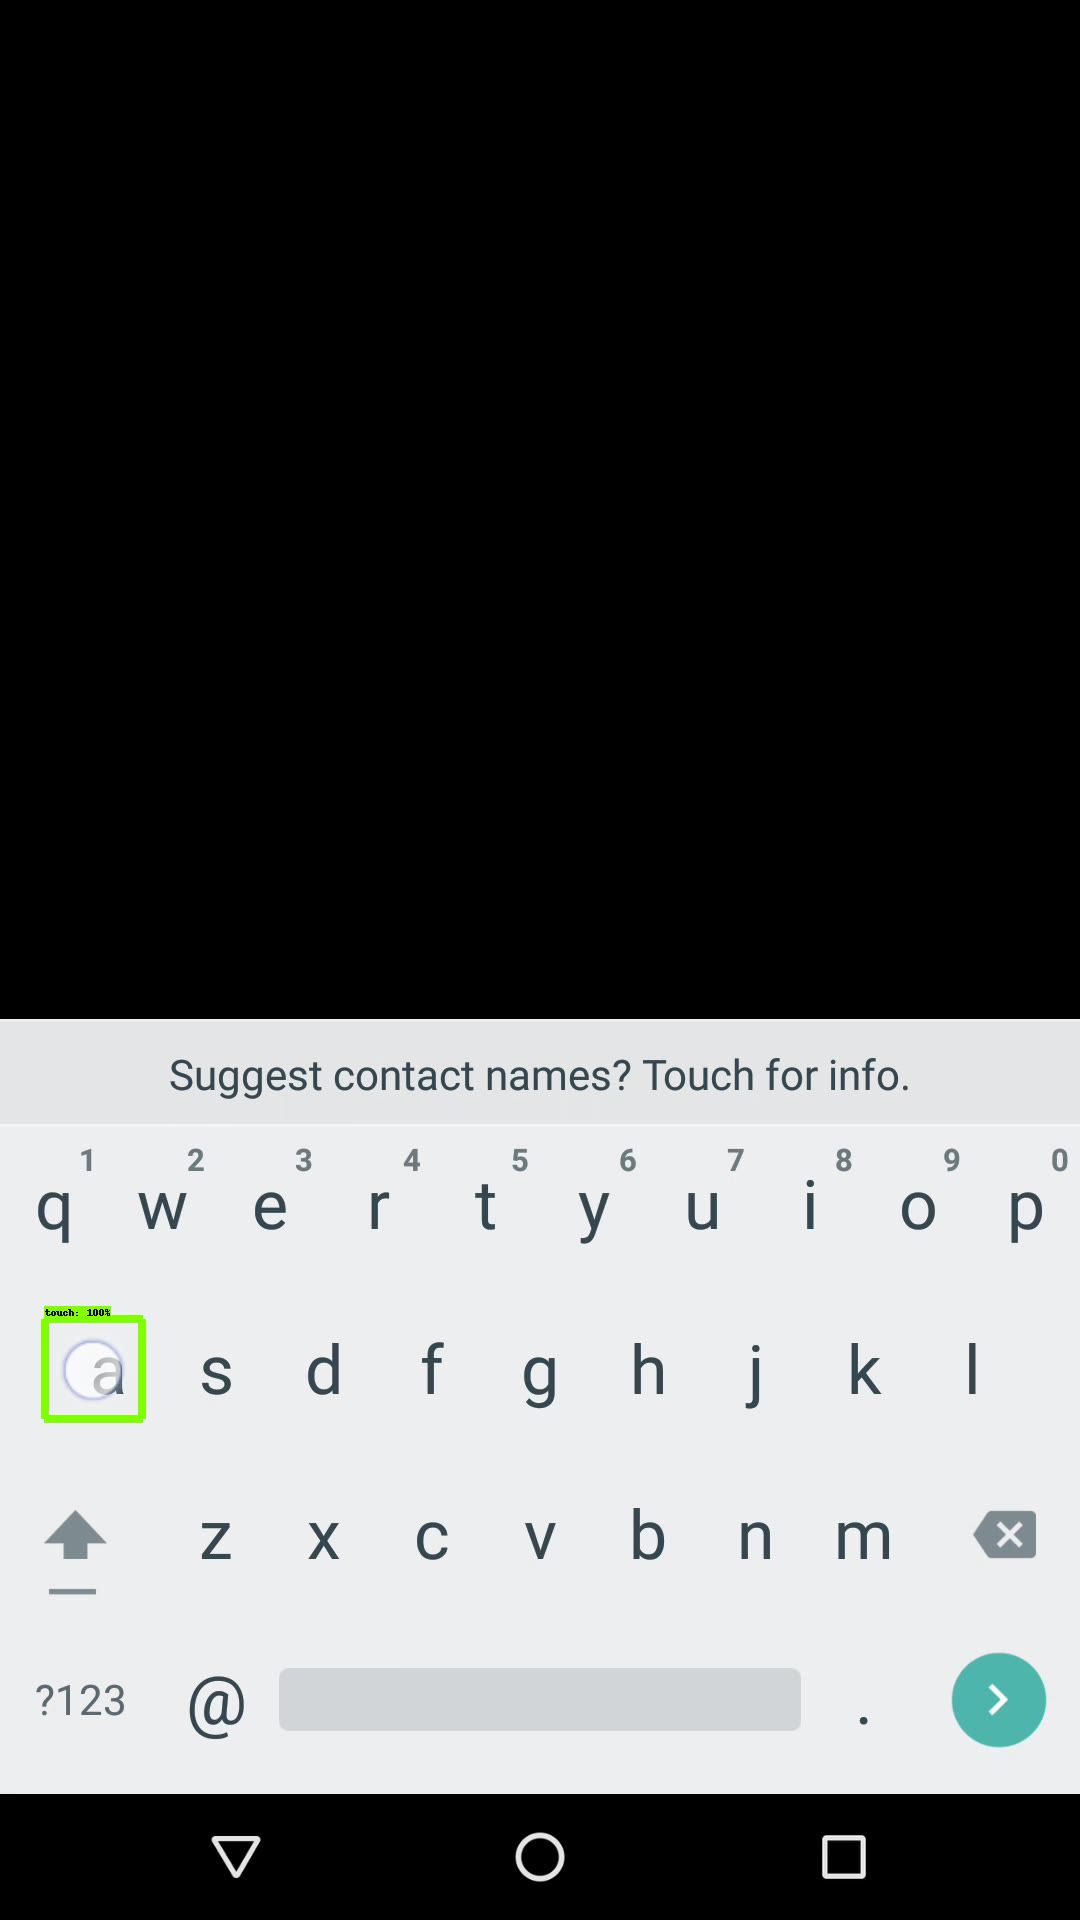 Suggest contact names? Touch for info.
1 2 3 4 5 6 7 8 9 0
q w e r t y u i o p
touch: 100%
a s d f g h j k l
z x c v b n m
?123 @ .